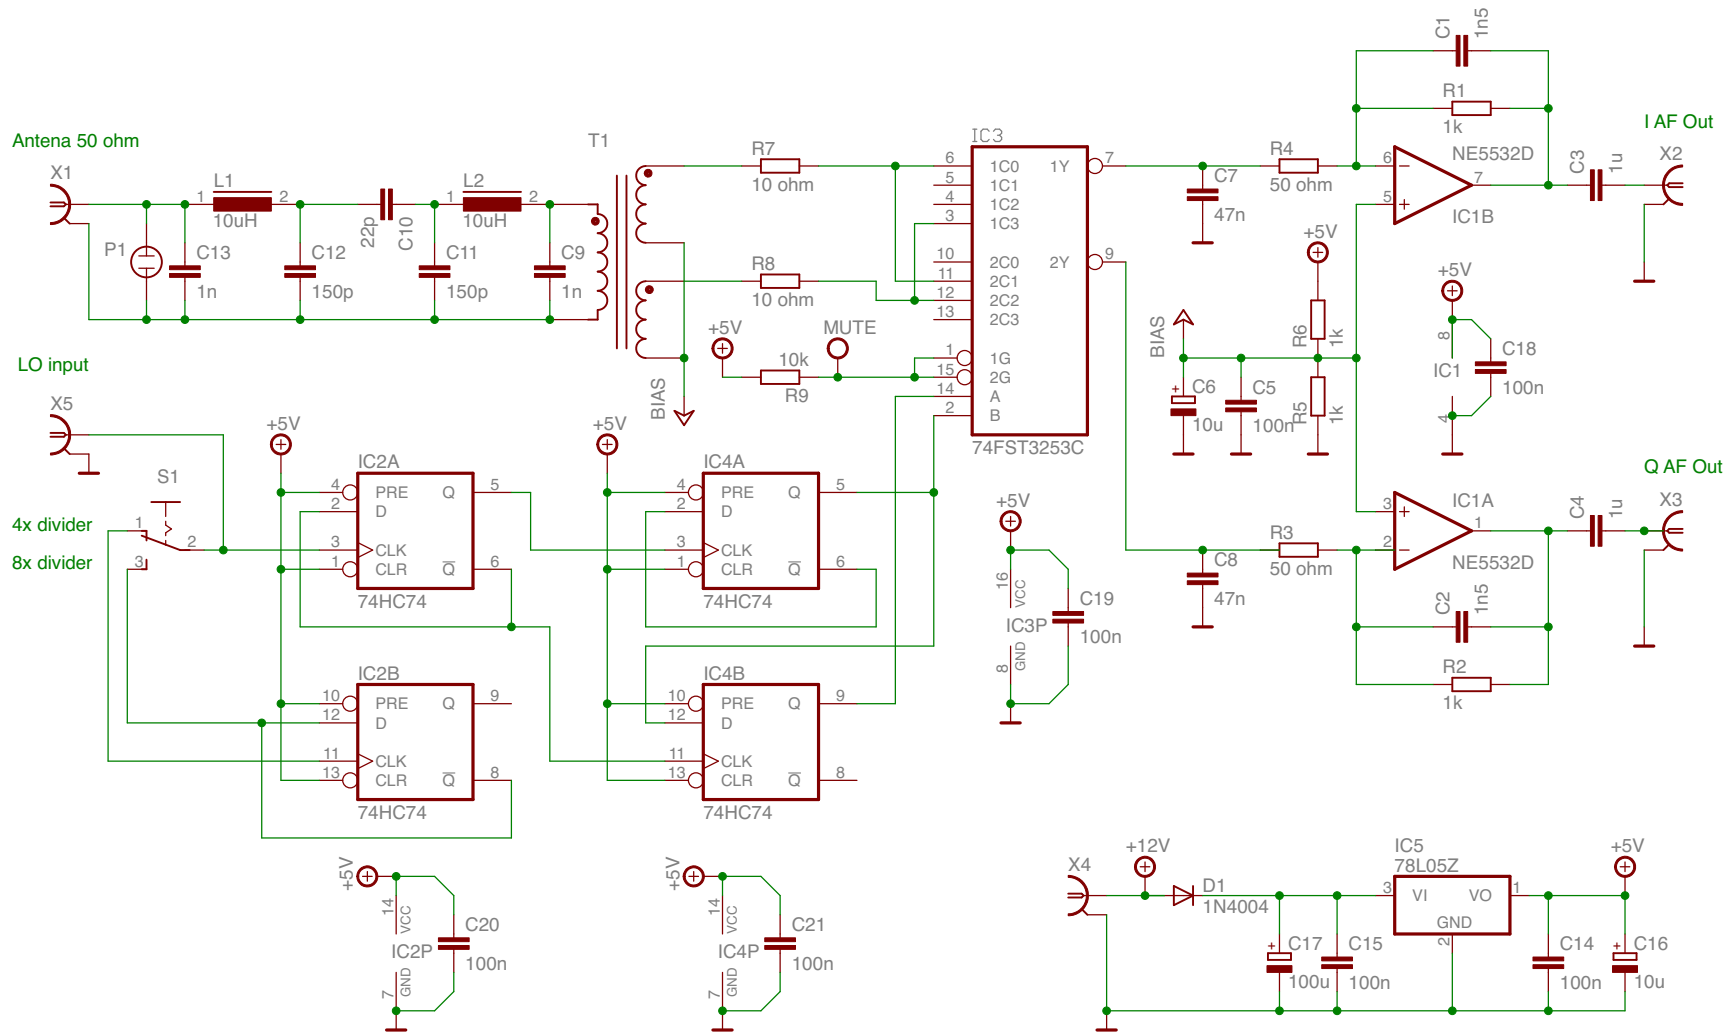 Antena 50 ohm
X1
P1
C13
1n
1
L1
2
10uH
C12
150p
22p
C10
C11
150p
1
L2
2
10uH
C9
1n
T1
R7
10 ohm
R8
10 ohm
BIAS
+5V
10k
R9
MUTE
IC3
6
1C0
5
1C1
4
1C2
3
1C3
10
2C0
11
2C1
12
2C2
13
2C3
1
1G
15
2G
14
A
2
B
1Y
7
2Y
9
74FST3253C
C7
47n
R4
50 ohm
C1
1n5
R1
1k
6
5
7
NE5532D
IC1B
C3
1u
I AF Out
X2
+5V
R6
1k
R5
1k
BIAS
C6
10u
C5
100n
+5V
8
IC1
4
C18
100n
LO input
X5
S1
4x divider
8x divider
1
2
3
+5V
IC2A
4
PRE
2
D
3
CLK
1
CLR
Q
5
Q
6
74HC74
IC2B
10
PRE
12
D
11
CLK
13
CLR
Q
9
Q
8
74HC74
+5V
IC4A
4
PRE
2
D
3
CLK
1
CLR
Q
5
Q
6
74HC74
IC4B
10
PRE
12
D
11
CLK
13
CLR
Q
9
Q
8
74HC74
+5V
16
VCC
IC3P
8
GND
C19
100n
C8
47n
R3
50 ohm
3
2
1
IC1A
NE5532D
C2
1n5
R2
1k
C4
1u
Q AF Out
X3
+5V
14
VCC
IC2P
7
GND
C20
100n
+5V
14
VCC
IC4P
7
GND
C21
100n
X4
+12V
D1
1N4004
C17
100u
C15
100n
IC5
78L05Z
3
VI
VO
1
GND
2
C14
100n
+5V
C16
10u